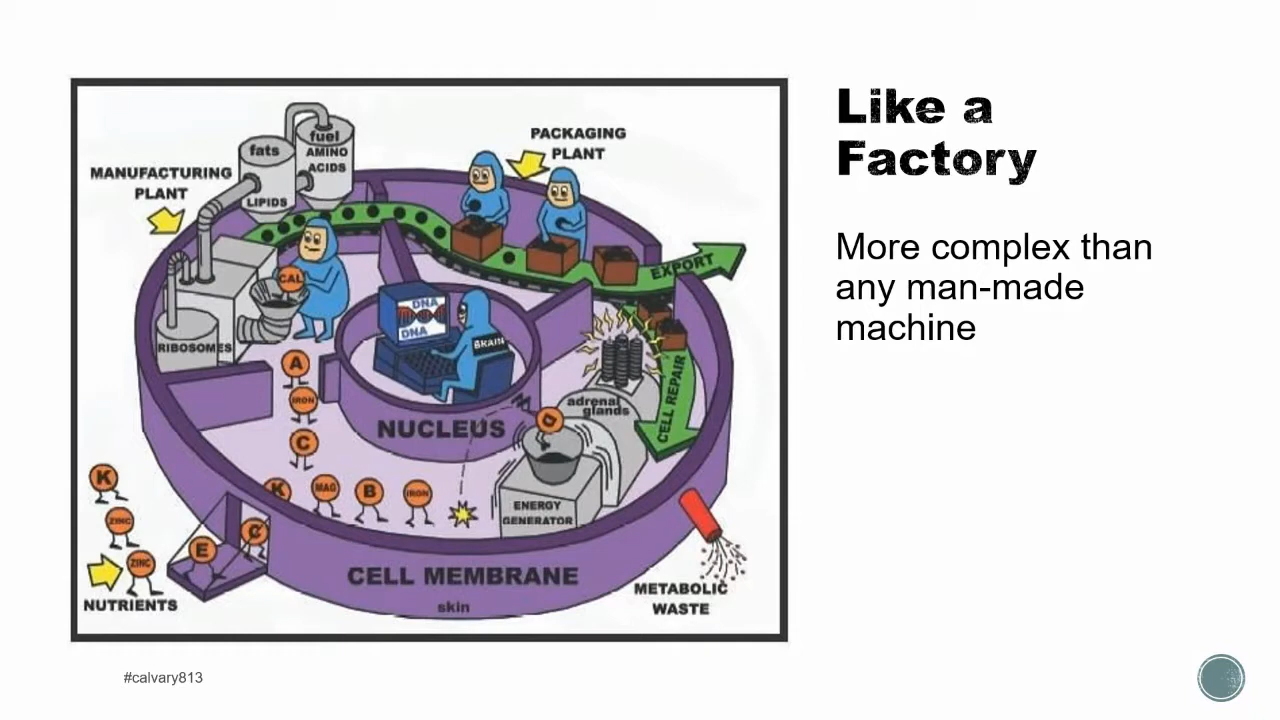 Like a
Factory
More complex than
any man-made
machine
fats
fuel
AMINO
ACIDS
LIPIDS
MANUFACTURING
PLANT
PACKAGING
PLANT
EXPORT
CAL
DNA
DNA
BRAIN
RIBOSOMES
A
IRON
C
NUCLEUS
adrenal
glands
CELL REPAIR
D
K
ZINC
ZINC
E
C
K
MAG
B
IRON
ENERGY
GENERATOR
NUTRIENTS
CELL MEMBRANE
skin
METABOLIC
WASTE
#calvary813